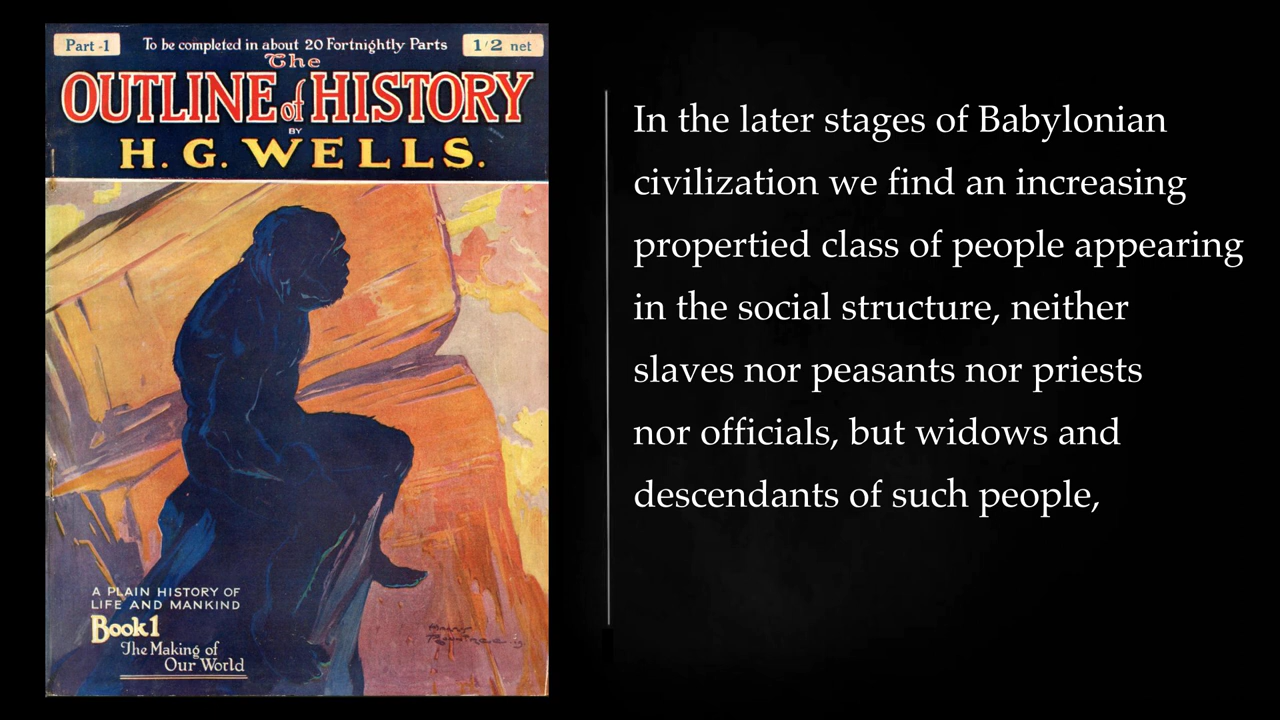 Part -1
To be completed in about 20 Fortnightly Parts
1/2 net
The
OUTLINE of HISTORY
BY
H. G. WELLS.
A PLAIN HISTORY OF
LIFE AND MANKIND
Book 1
The Making of
Our World
In the later stages of Babylonian
civilization we find an increasing
propertied class of people appearing
in the social structure, neither
slaves nor peasants nor priests
nor officials, but widows and
descendants of such people,